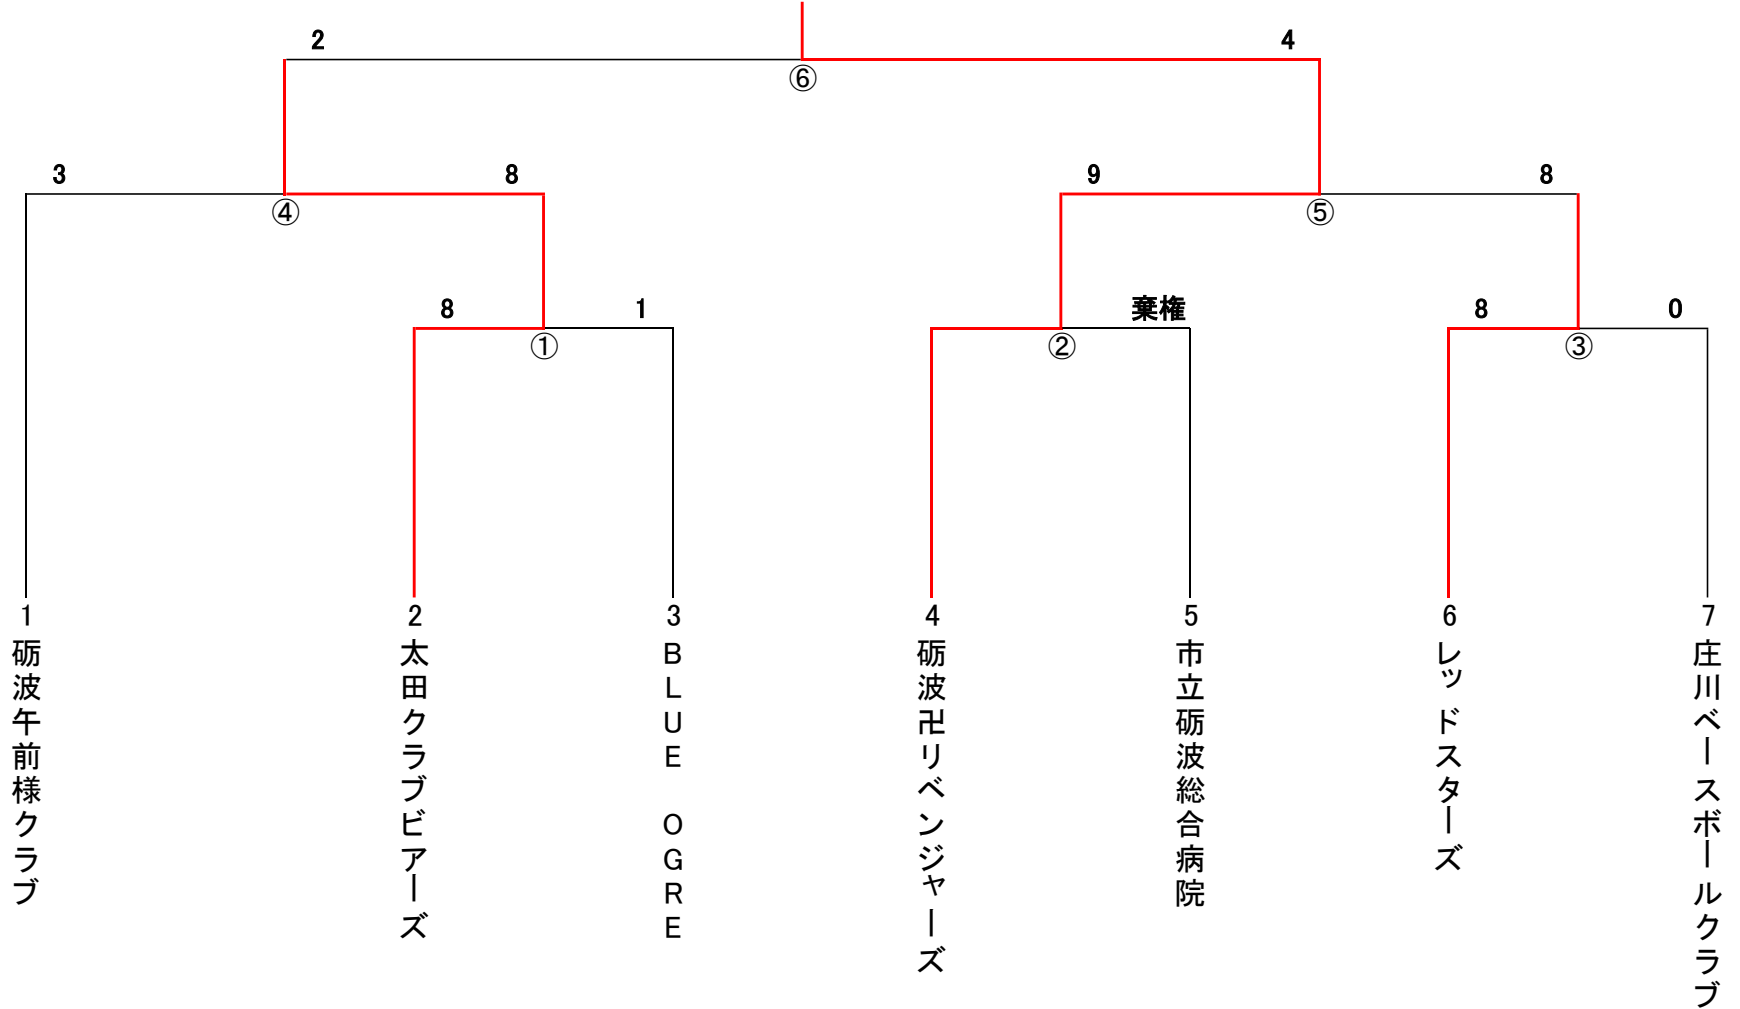 2
4
⑥
3
8
9
8
④
⑤
8
1
棄権
8
0
①
②
③
1
砺波午前様クラブ
2
太田クラブビアーズ
3
BLUE OGRE
4
砺波卍リベンジャーズ
5
市立砺波総合病院
6
レッドスターズ
7
庄川ベースボールクラブ